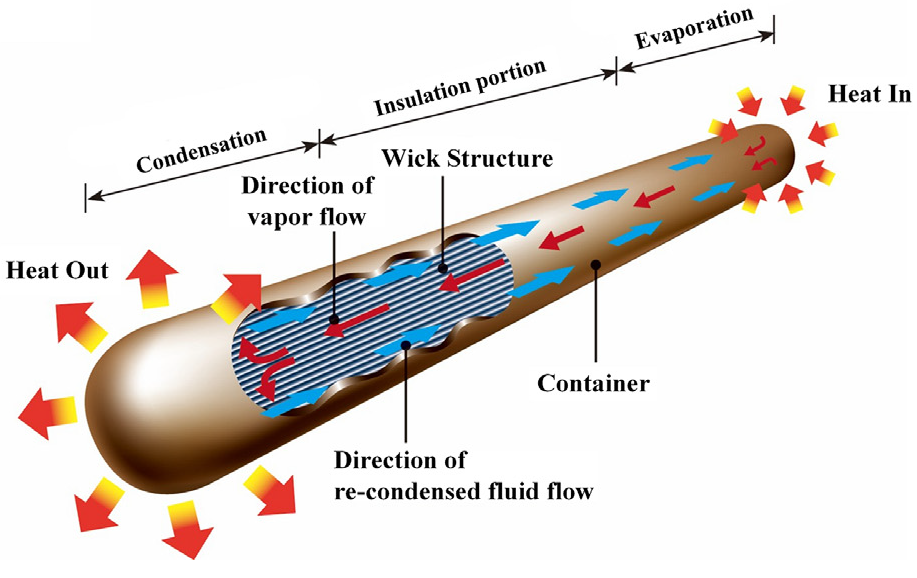 Evaporation
Heat In
Insulation portion
Condensation
Wick Structure
Direction of
vapor flow
Heat Out
Container
Direction of
re-condensed fluid flow